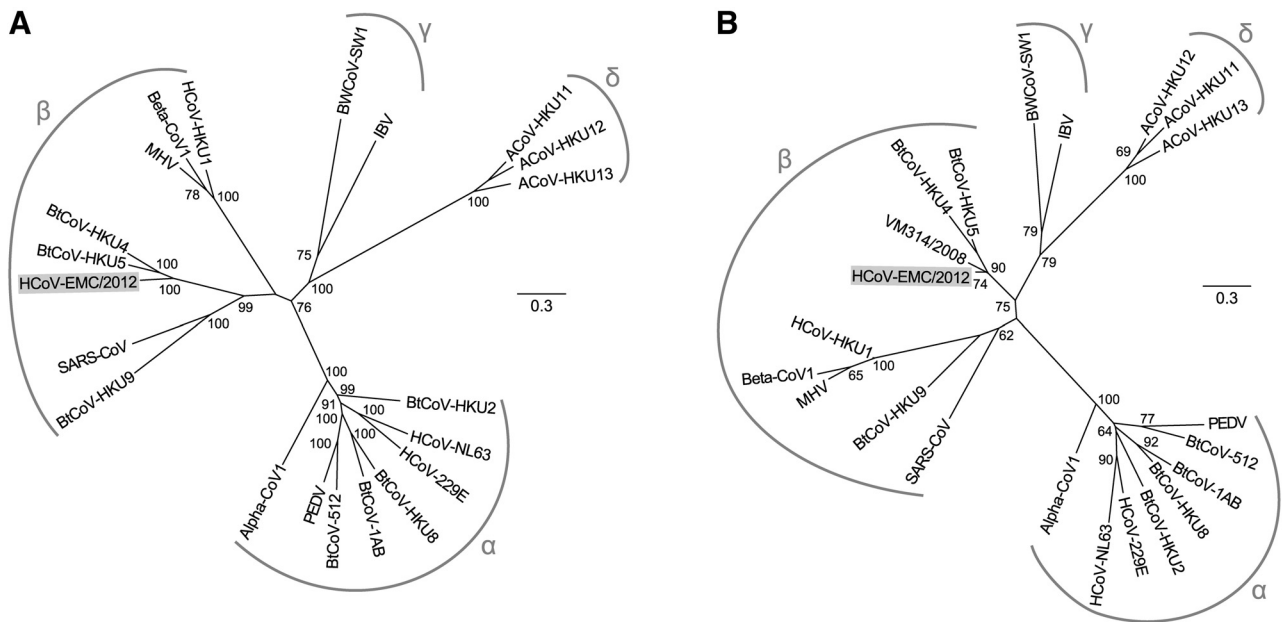 A
β
γ
δ
HCoV-HKU1
Beta-CoV1
MHV
78
100
BWCoV-SW1
IBV
75
ACoV-HKU11
ACoV-HKU12
ACoV-HKU13
100
100
BtCoV-HKU4
BtCoV-HKU5
HCoV-EMC/2012
100
100
99
76
0.3
100
SARS-CoV
BtCoV-HKU9
100
99
91
100
100
100
100
BtCoV-HKU2
HCoV-NL63
HCoV-229E
BtCoV-HKU8
BtCoV-1AB
BtCoV-512
PEDV
Alpha-CoV1
α
B
β
γ
δ
BWCoV-SW1
IBV
79
ACoV-HKU12
ACoV-HKU11
ACoV-HKU13
69
100
79
BtCoV-HKU4
BtCoV-HKU5
VM314/2008
HCoV-EMC/2012
90
74
75
0.3
62
HCoV-HKU1
Beta-CoV1
MHV
65
100
BtCoV-HKU9
SARS-CoV
100
77
64
92
90
PEDV
BtCoV-512
BtCoV-1AB
BtCoV-HKU8
BtCoV-HKU2
HCoV-229E
HCoV-NL63
Alpha-CoV1
α